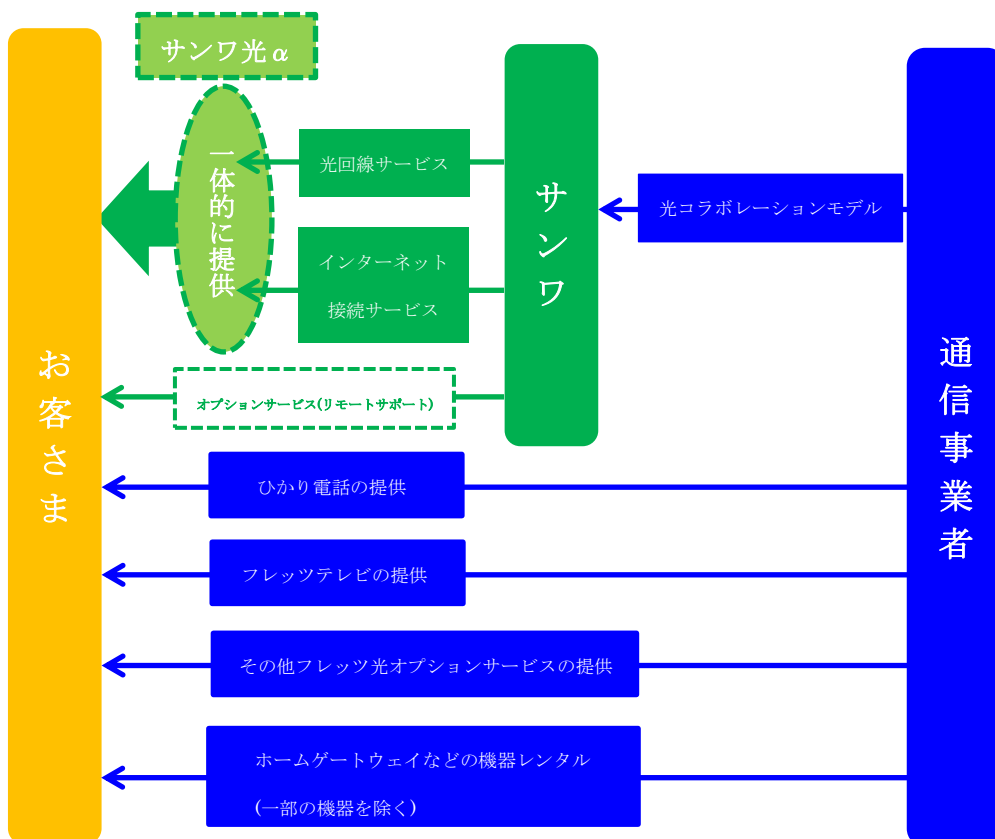 サンワ光α
お客さま
一体的に提供
光回線サービス
インターネット
接続サービス
オプションサービス(リモートサポート)
サンワ
光コラボレーションモデル
通信事業者
ひかり電話の提供
フレッツテレビの提供
その他フレッツ光オプションサービスの提供
ホームゲートウェイなどの機器レンタル
(一部の機器を除く)